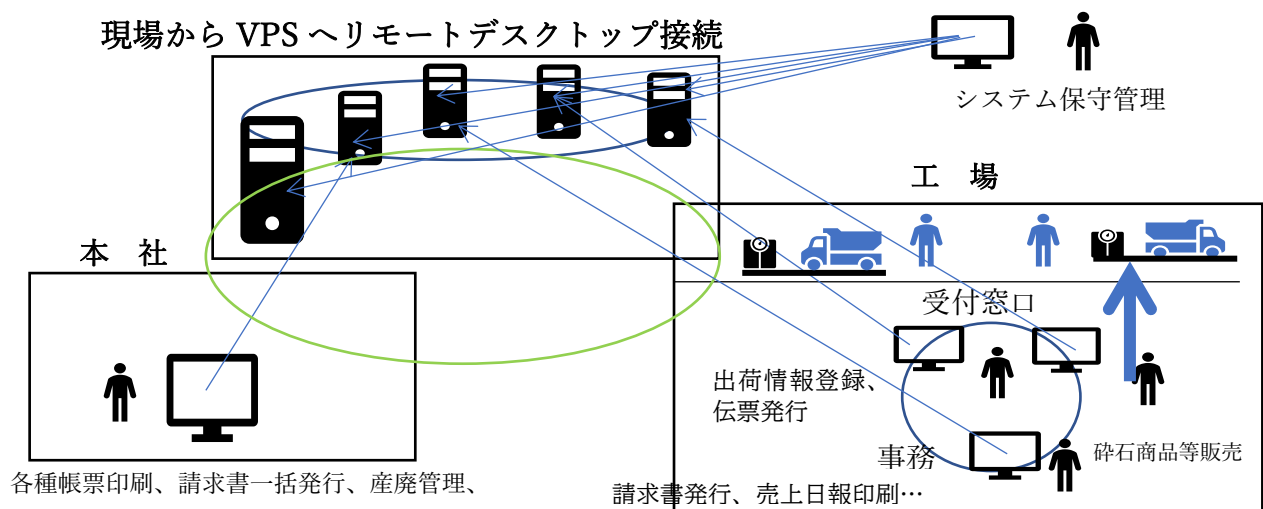 現場から VPS へリモートデスクトップ接続
システム保守管理
工 場
本 社
受付窓口
出荷情報登録、
伝票発行
事務
砕石商品等販売
各種帳票印刷、請求書一括発行、産廃管理、
請求書発行、売上日報印刷…